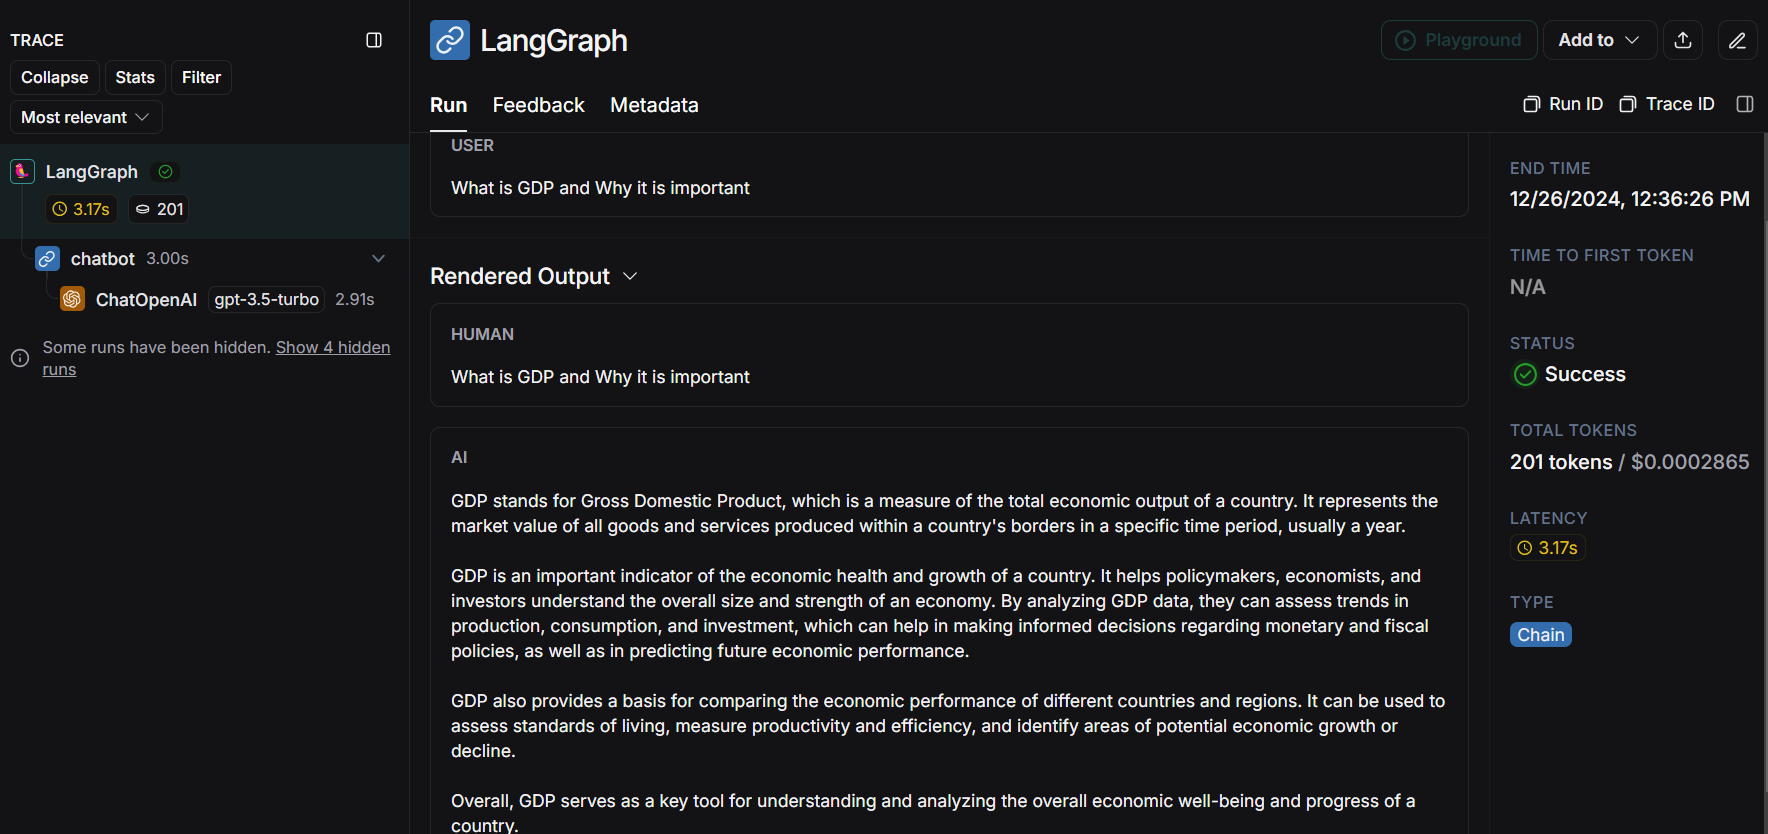 TRACE
Collapse
Stats
Filter
Most relevant
LangGraph
3.17s
201
chatbot 3.00s
ChatOpenAI gpt-3.5-turbo 2.91s
Some runs have been hidden. Show 4 hidden
runs
LangGraph
Playground
Add to
Run
Feedback
Metadata
Run ID
Trace ID
USER
What is GDP and Why it is important
Rendered Output
HUMAN
What is GDP and Why it is important
AI
GDP stands for Gross Domestic Product, which is a measure of the total economic output of a country. It represents the
market value of all goods and services produced within a country's borders in a specific time period, usually a year.
GDP is an important indicator of the economic health and growth of a country. It helps policymakers, economists, and
investors understand the overall size and strength of an economy. By analyzing GDP data, they can assess trends in
production, consumption, and investment, which can help in making informed decisions regarding monetary and fiscal
policies, as well as in predicting future economic performance.
GDP also provides a basis for comparing the economic performance of different countries and regions. It can be used to
assess standards of living, measure productivity and efficiency, and identify areas of potential economic growth or
decline.
Overall, GDP serves as a key tool for understanding and analyzing the overall economic well-being and progress of a
country.
END TIME
12/26/2024, 12:36:26 PM
TIME TO FIRST TOKEN
N/A
STATUS
Success
TOTAL TOKENS
201 tokens / $0.0002865
LATENCY
3.17s
TYPE
Chain